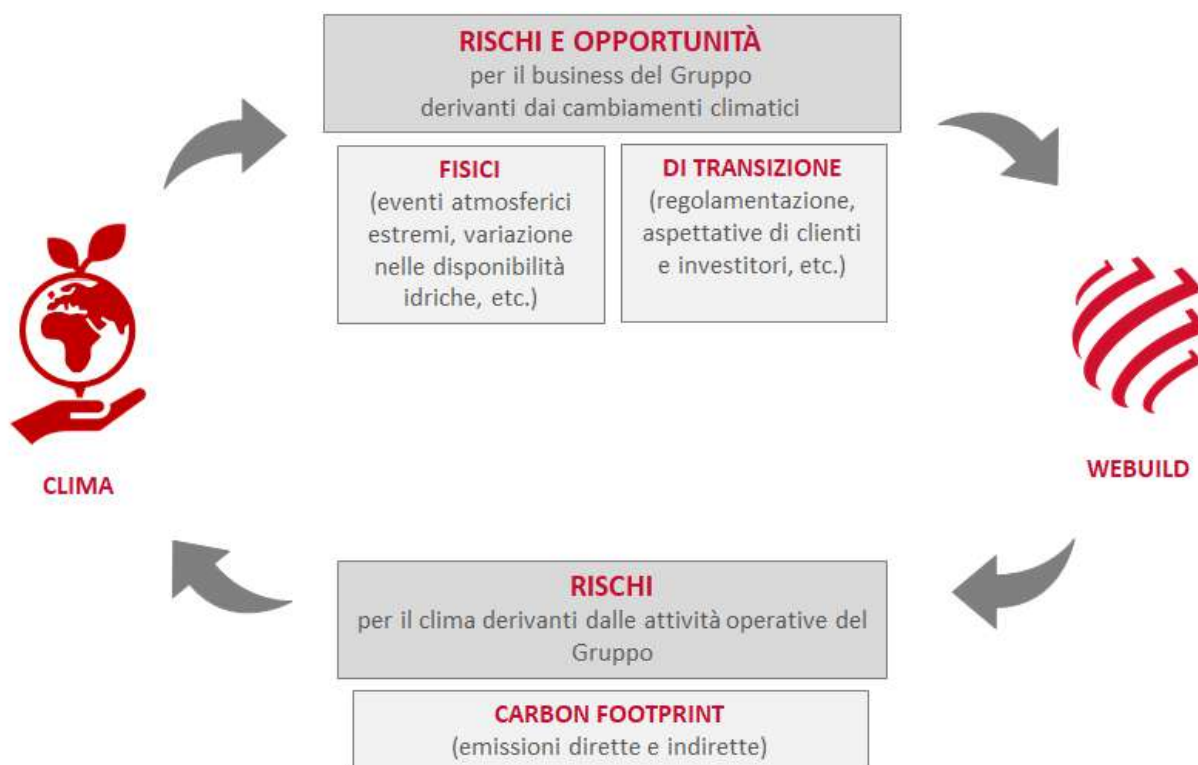 RISCHI E OPPORTUNITÀ
per il business del Gruppo
derivanti dai cambiamenti climatici
FISICI
(eventi atmosferici
estremi, variazione
nelle disponibilità
idriche, etc.)
DI TRANSIZIONE
(regolamentazione,
aspettative di clienti
e investitori, etc.)
CLIMA
WEBUILD
RISCHI
per il clima derivanti dalle attività operative del
Gruppo
CARBON FOOTPRINT
(emissioni dirette e indirette)